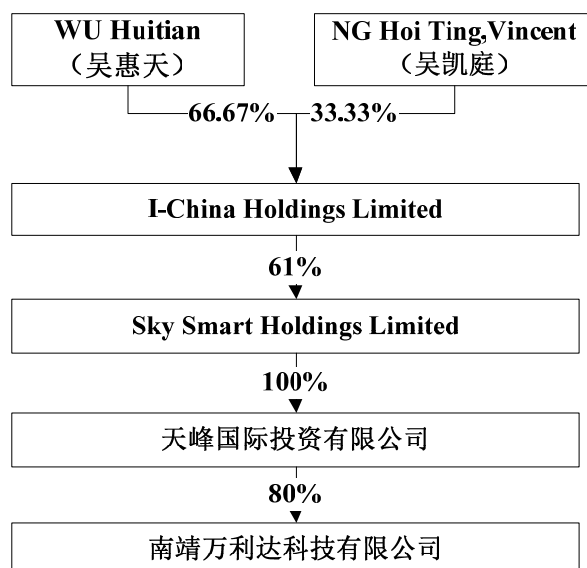 WU Huitian
（吴惠天）
NG Hoi Ting,Vincent
（吴凯庭）
66.67%
33.33%
I-China Holdings Limited
61%
Sky Smart Holdings Limited
100%
天峰国际投资有限公司
80%
南靖万利达科技有限公司